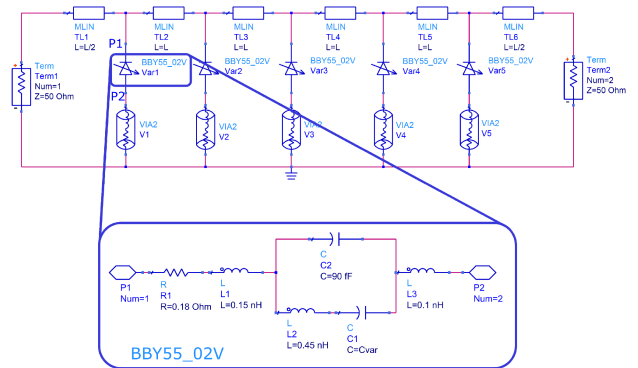 MLIN
TL1
L=L/2
MLIN
TL2
L=L
MLIN
TL3
L=L
MLIN
TL4
L=L
MLIN
TL5
L=L
MLIN
TL6
L=L/2
P1
BBY55_02V
Var1
BBY55_02V
Var2
BBY55_02V
Var3
BBY55_02V
Var4
BBY55_02V
Var5
Term
Term1
Num=1
Z=50 Ohm
Term
Term2
Num=2
Z=50 Ohm
P2
VIA2
V1
VIA2
V2
VIA2
V3
VIA2
V4
VIA2
V5
P1
Num=1
R
R1
R=0.18 Ohm
L
L1
L=0.15 nH
C
C2
C=90 fF
L
L2
L=0.45 nH
C
C1
C=Cvar
L
L3
L=0.1 nH
P2
Num=2
BBY55_02V